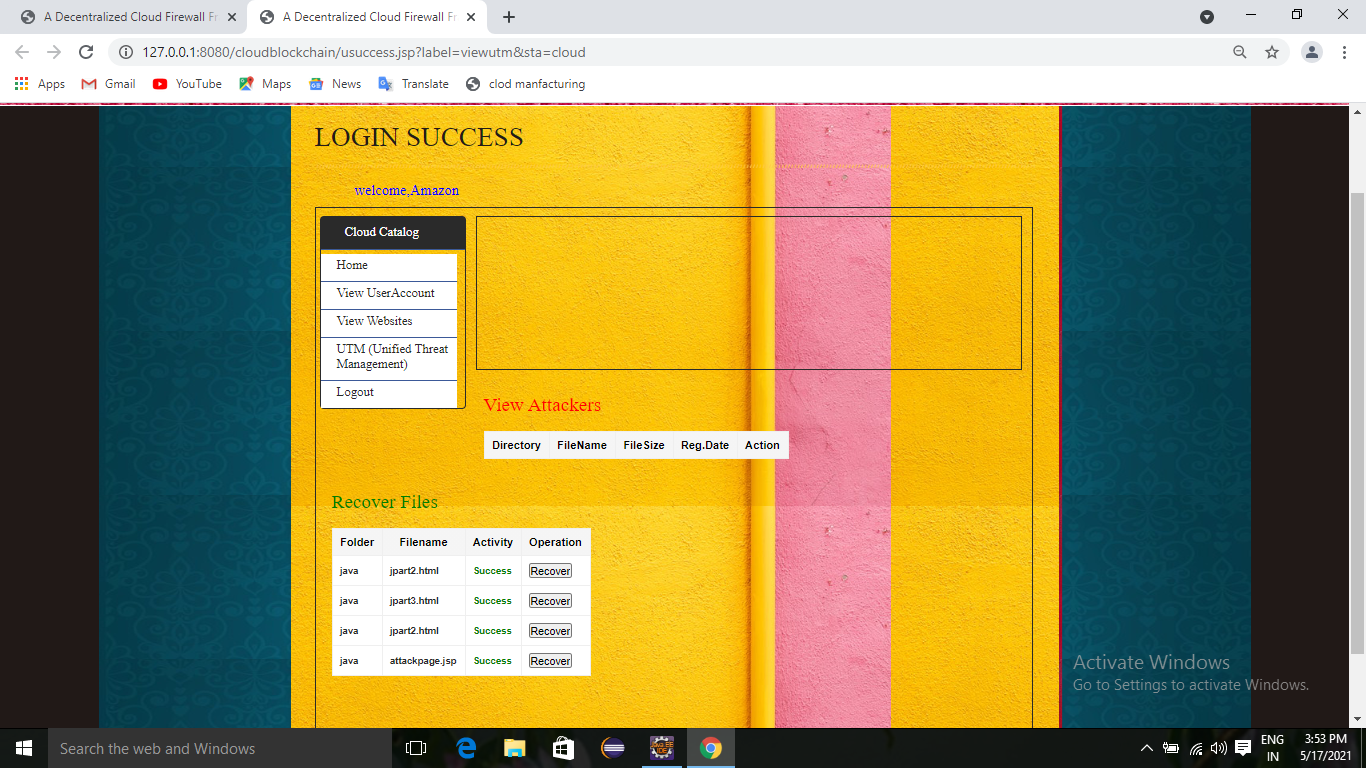 A Decentralized Cloud Firewall Fr
A Decentralized Cloud Firewall Fr
127.0.0.1:8080/cloudblockchain/usuccess.jsp?label=viewutm&sta=cloud
Apps Gmail YouTube Maps News Translate clod manfacturing
LOGIN SUCCESS
welcome,Amazon
Cloud Catalog
Home
View UserAccount
View Websites
UTM (Unified Threat
Management)
Logout
View Attackers
Directory FileName FileSize Reg.Date Action
Recover Files
Folder Filename Activity Operation
java jpart2.html Success Recover
java jpart3.html Success Recover
java jpart2.html Success Recover
java attackpage.jsp Success Recover
Activate Windows
Go to Settings to activate Windows.
Search the web and Windows
ENG
IN
3:53 PM
5/17/2021